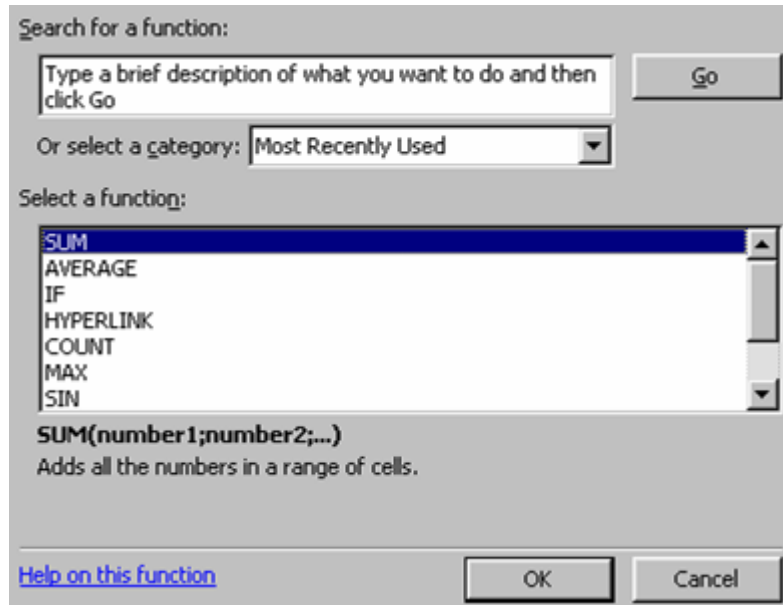 Search for a function:
Type a brief description of what you want to do and then
click Go
Go
Or select a category: Most Recently Used
Select a function:
SUM
AVERAGE
IF
HYPERLINK
COUNT
MAX
SIN
SUM(number1;number2;...)
Adds all the numbers in a range of cells.
Help on this function
OK
Cancel